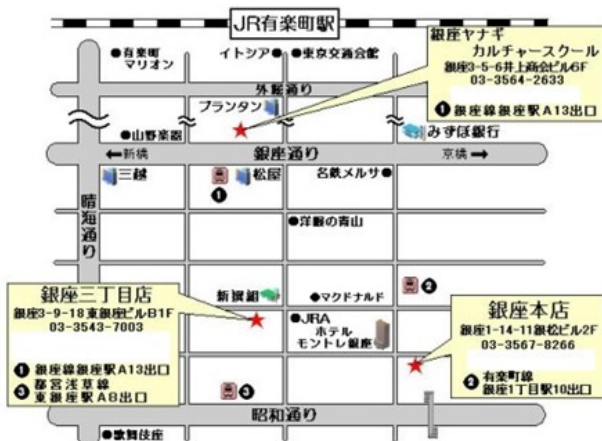 JR有楽町駅
●有楽町
マリオン
イトシア●
●東京交通会館
銀座ヤナギ
カルチャースクール
銀座3-5-6井上商会ビル6F
03-3564-2633
❶銀座線銀座駅A13出口
外堀通り
プランタン
●山野楽器
みずほ銀行
←新橋
銀座通り
京橋→
三越
松屋
名鉄メルサ●
❶
晴海通り
●洋服の青山
❷
新撰組
●マクドナルド
銀座三丁目店
銀座3-9-18東銀座ビルB1F
03-3543-7003
❶銀座線銀座駅A13出口
❸都営浅草線
東銀座駅A8出口
●JRA
ホテル
モントレ銀座
銀座本店
銀座1-14-11銀松ビル2F
03-3567-8266
❷有楽町線
銀座1丁目駅10出口
❸
昭和通り
●歌舞伎座